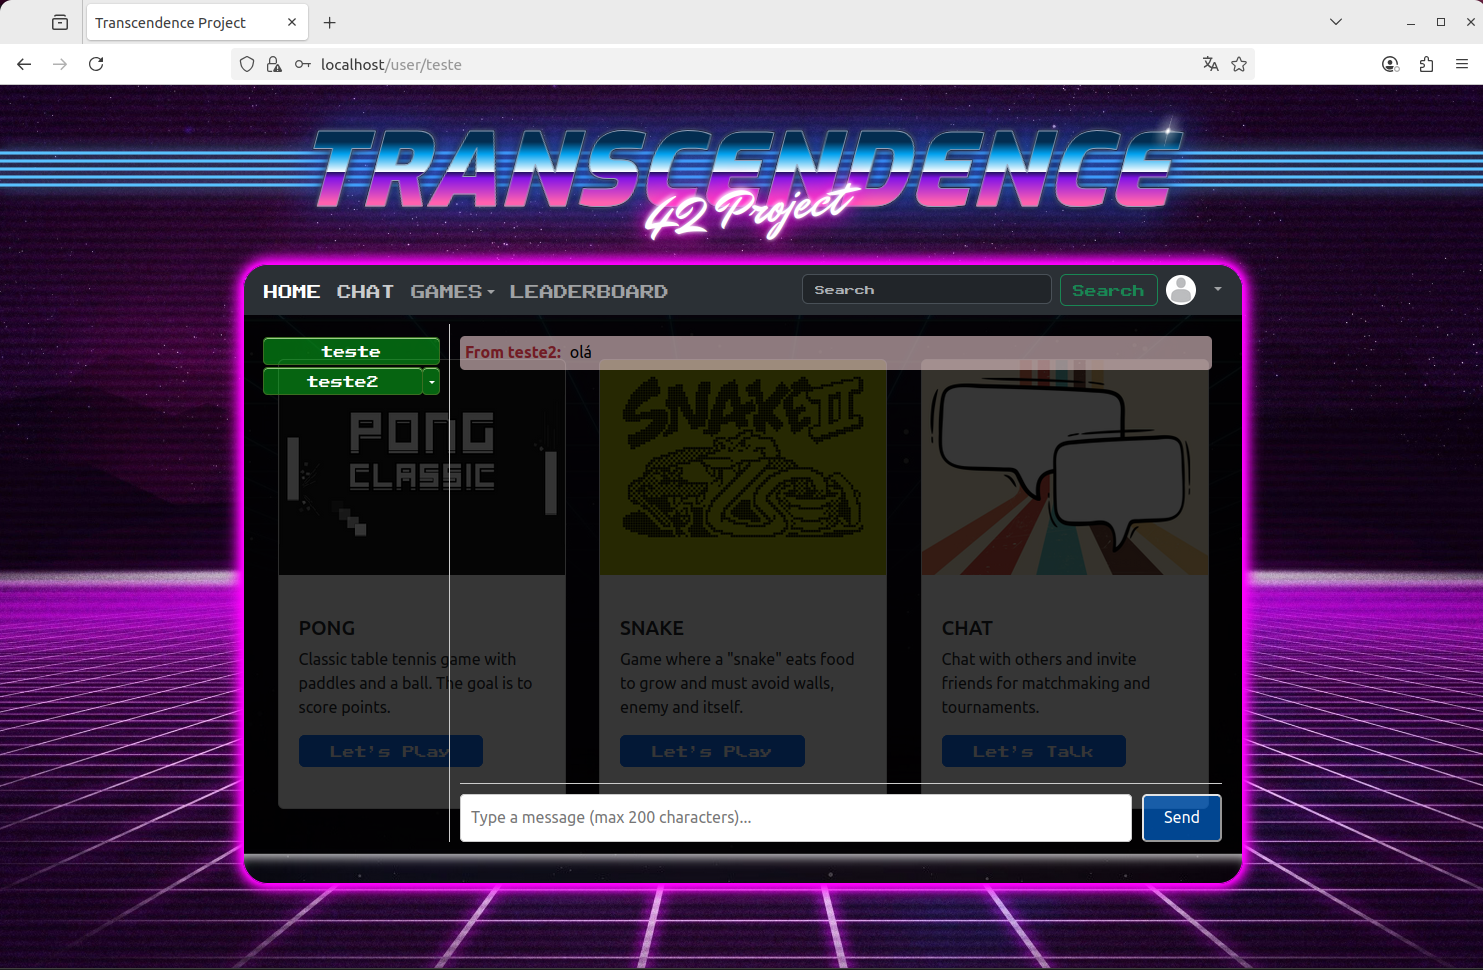 Transcendence Project
localhost/user/teste
TRANSCENDENCE
42 Project
HOME CHAT GAMES LEADERBOARD Search Search
teste
teste2
From teste2: olá
PONG
CLASSIC
SNAKE II
PONG
Classic table tennis game with
paddles and a ball. The goal is to
score points.
Let's Play
SNAKE
Game where a "snake" eats food
to grow and must avoid walls,
enemy and itself.
Let's Play
CHAT
Chat with others and invite
friends for matchmaking and
tournaments.
Let's Talk
Type a message (max 200 characters)... Send